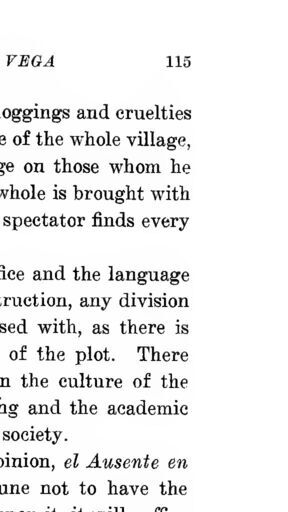 VEGA 115
oggings and cruelties
e of the whole village,
ge on those whom he
whole is brought with
spectator finds every
fice and the language
truction, any division
sed with, as there is
of the plot. There
n the culture of the
ng and the academic
society.
pinion, el Ausente en
une not to have the